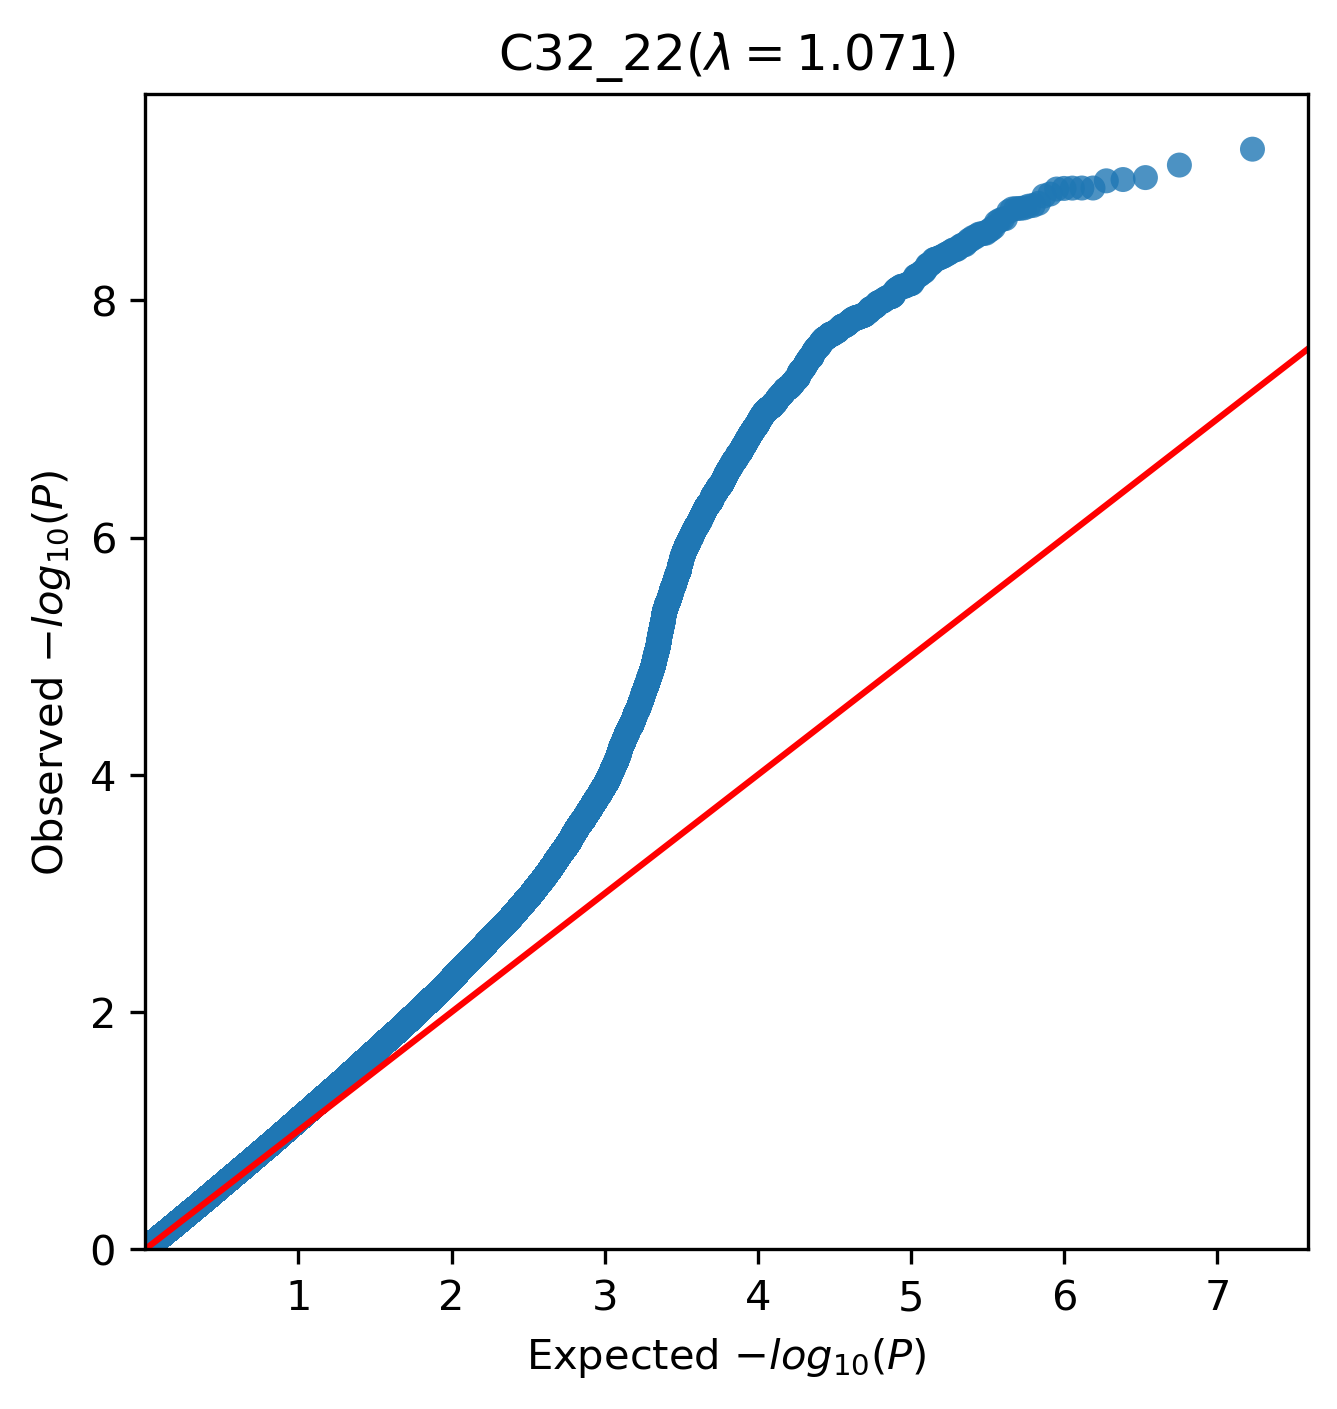 C32_22(λ = 1.071)
Observed −log₁₀(P)
8
6
4
2
0
1 2 3 4 5 6 7
Expected −log₁₀(P)